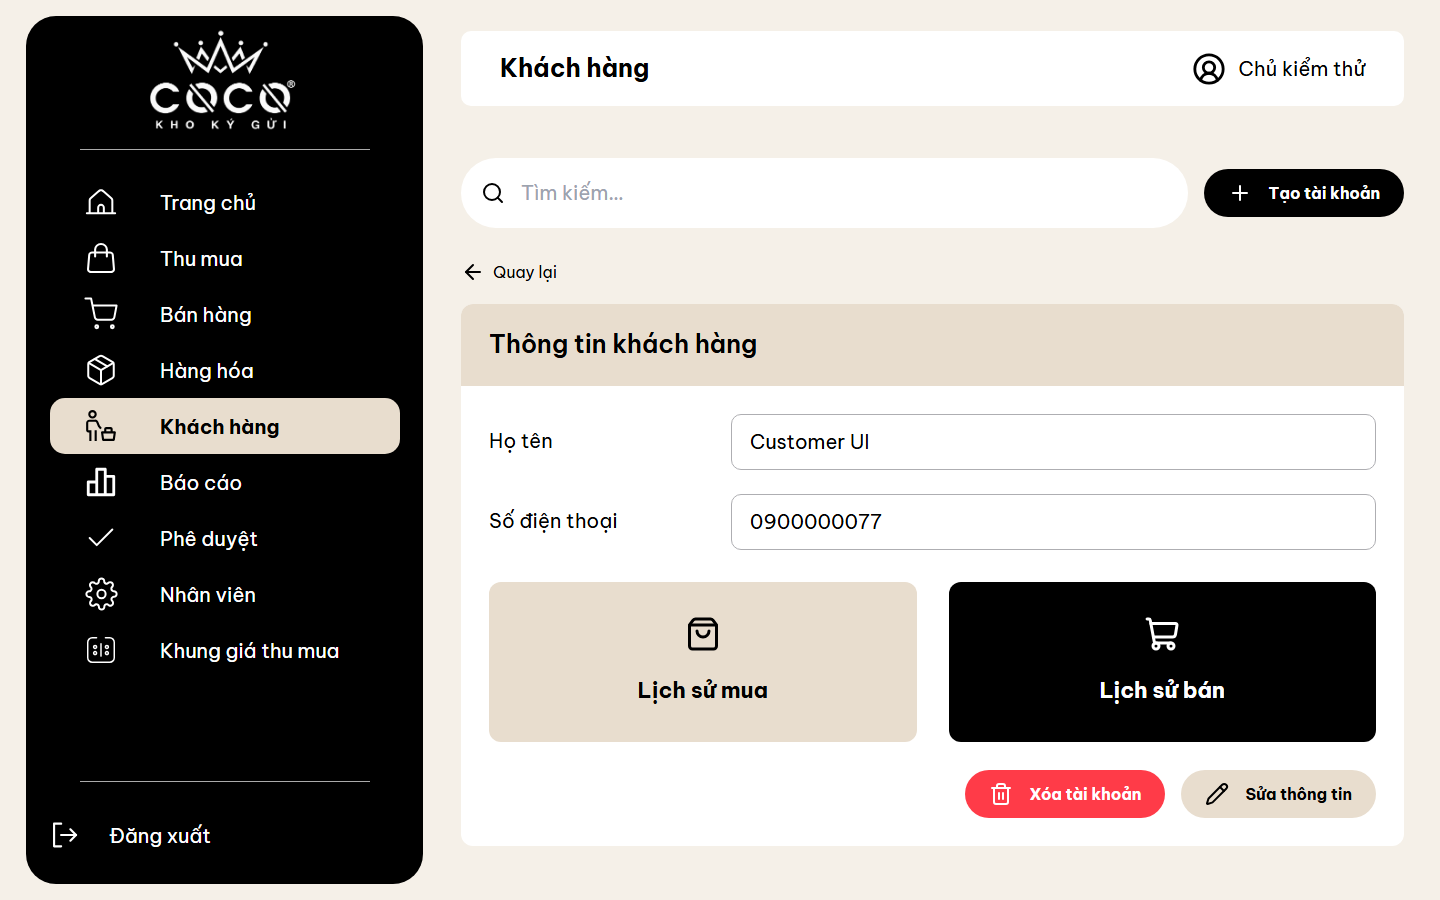 COCO®
KHO KÝ GỬI
Trang chủ
Thu mua
Bán hàng
Hàng hóa
Khách hàng
Báo cáo
Phê duyệt
Nhân viên
Khung giá thu mua
Đăng xuất
Khách hàng
Chủ kiểm thử
Tìm kiếm...
Tạo tài khoản
Quay lại
Thông tin khách hàng
Họ tên
Customer UI
Số điện thoại
0900000077
Lịch sử mua
Lịch sử bán
Xóa tài khoản
Sửa thông tin